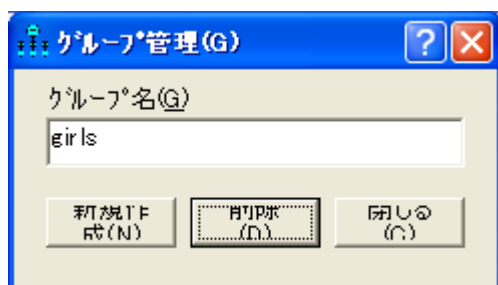 ｸﾞﾙｰﾌﾟ管理(G)
ｸﾞﾙｰﾌﾟ名(G)
girls
新規作
成(N)
削除
(D)
閉じる
(C)